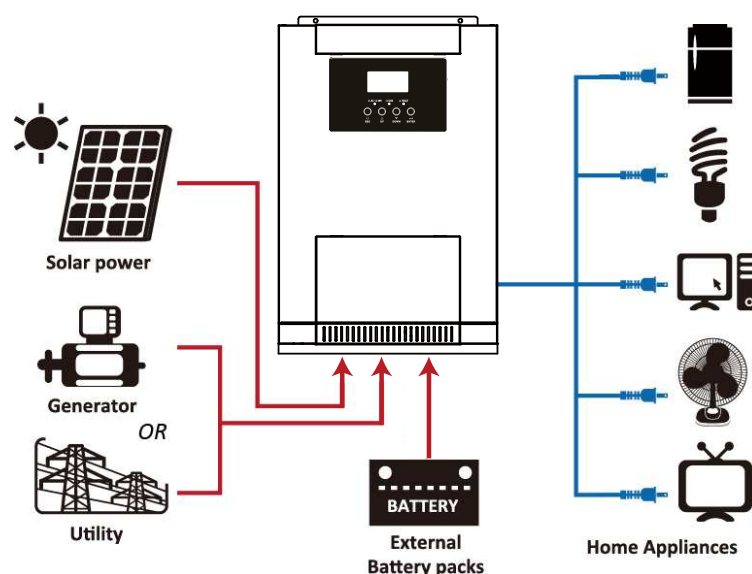 Solar power
Generator
OR
Utility
BATTERY
External
Battery packs
Home Appliances